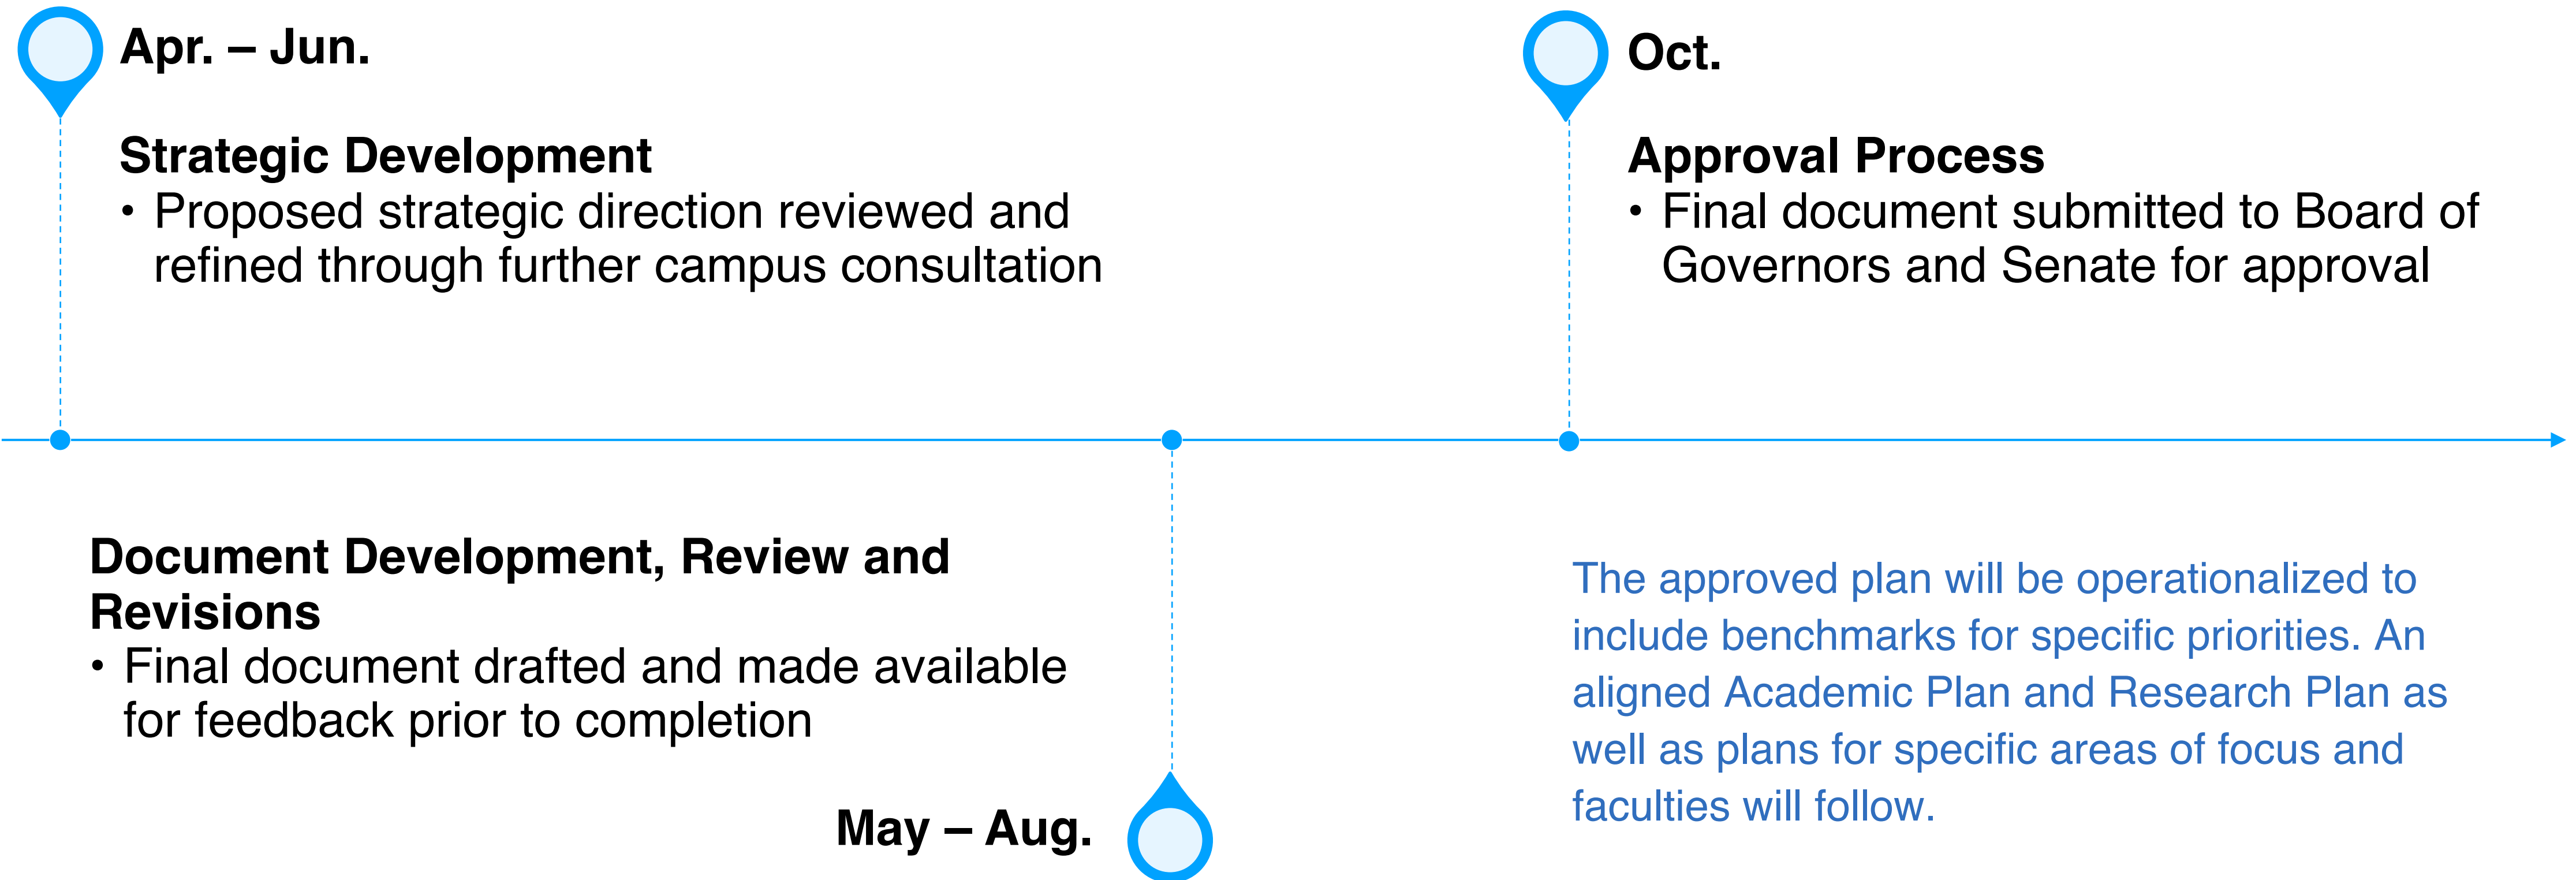 Apr. – Jun.
Strategic Development
• Proposed strategic direction reviewed and
refined through further campus consultation
Document Development, Review and
Revisions
• Final document drafted and made available
for feedback prior to completion
May – Aug.
Oct.
Approval Process
• Final document submitted to Board of
Governors and Senate for approval
The approved plan will be operationalized to
include benchmarks for specific priorities. An
aligned Academic Plan and Research Plan as
well as plans for specific areas of focus and
faculties will follow.